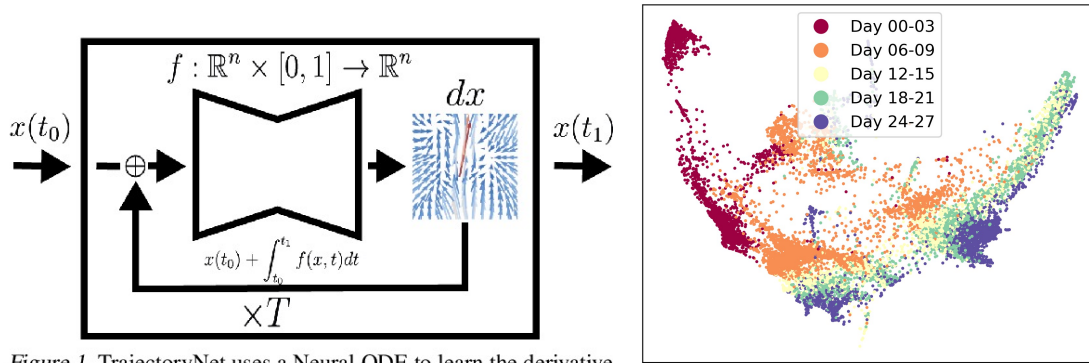 f : ℝⁿ × [0, 1] → ℝⁿ
dx
x(t₀)
x(t₁)
⊕
x(t₀) + ∫_{t₀}^{t₁} f(x, t)dt
×T
Figure 1. TrajectoryNet uses a Neural ODE to learn the derivative
Day 00-03
Day 06-09
Day 12-15
Day 18-21
Day 24-27